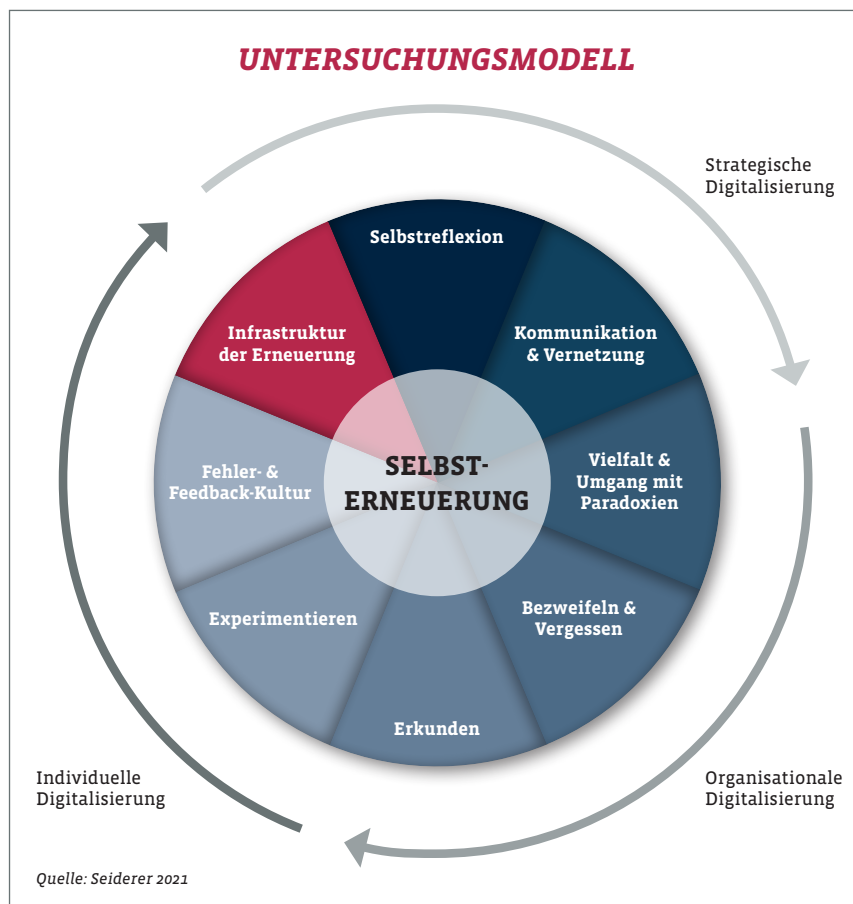 UNTERSUCHUNGSMODELL
Strategische
Digitalisierung
Selbstreflexion
Kommunikation
& Vernetzung
Vielfalt &
Umgang mit
Paradoxien
Bezweifeln &
Vergessen
Erkunden
Experimentieren
Fehler- &
Feedback-Kultur
Infrastruktur
der Erneuerung
SELBST-
ERNEUERUNG
Organisationale
Digitalisierung
Individuelle
Digitalisierung
Quelle: Seiderer 2021